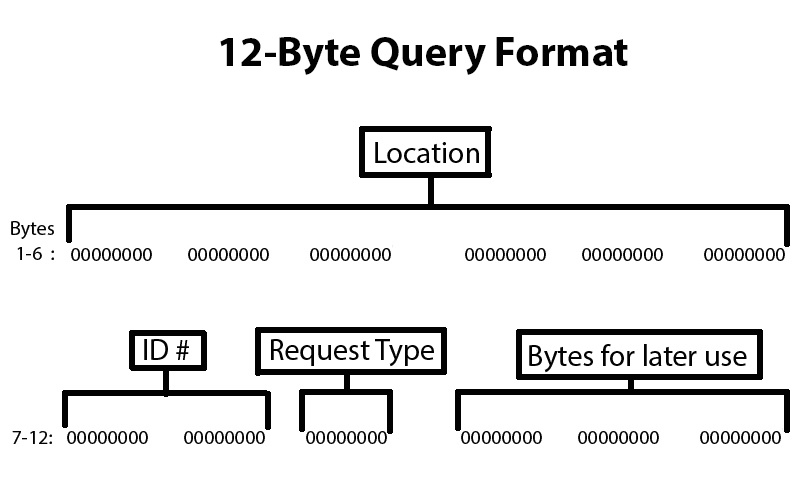 12-Byte Query Format
Location
Bytes
1-6 : 00000000 00000000 00000000 00000000 00000000 00000000
ID # Request Type Bytes for later use
7-12: 00000000 00000000 00000000 00000000 00000000 00000000